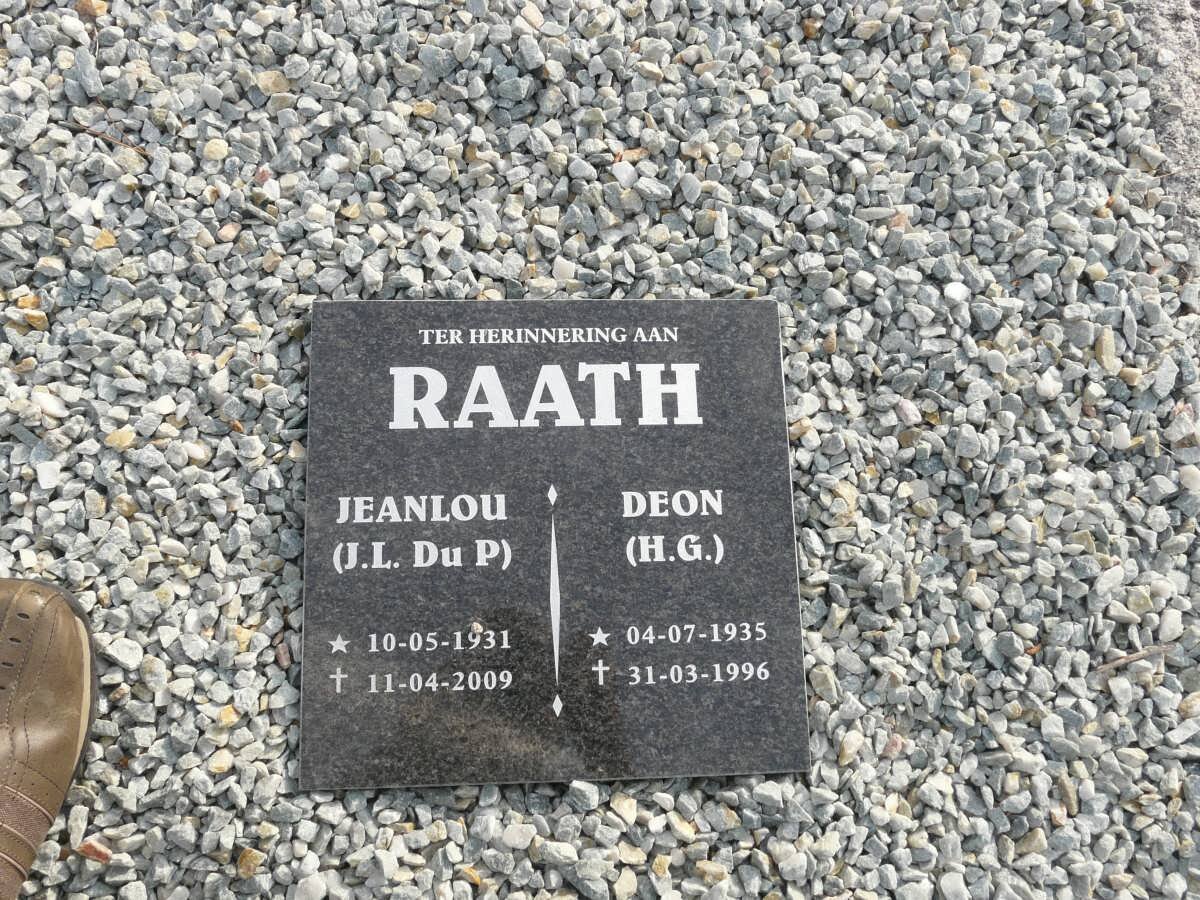 TER HERINNERING AAN
RAATH
JEANLOU
(J.L. Du P)
★ 10-05-1931
✝ 11-04-2009
DEON
(H.G.)
★ 04-07-1935
✝ 31-03-1996